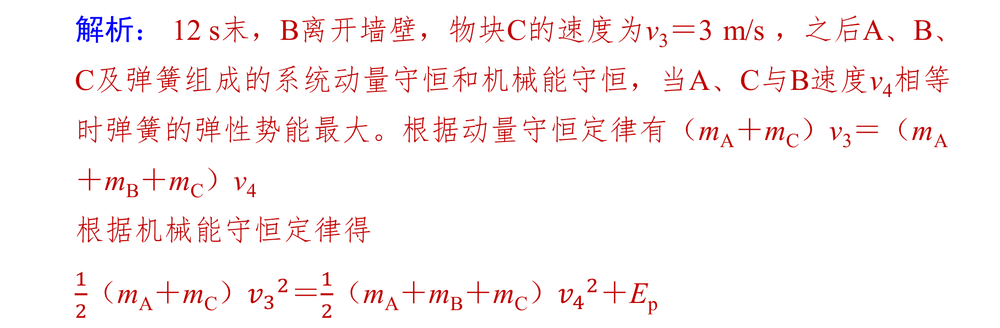 解析： 12 s末，B离开墙壁，物块C的速度为v₃＝3 m/s ，之后A、B、
C及弹簧组成的系统动量守恒和机械能守恒，当A、C与B速度v₄相等
时弹簧的弹性势能最大。根据动量守恒定律有（m_A＋m_C）v₃＝（m_A
＋m_B＋m_C）v₄
根据机械能守恒定律得
1/2（m_A＋m_C）v₃²＝1/2（m_A＋m_B＋m_C）v₄²＋E_p